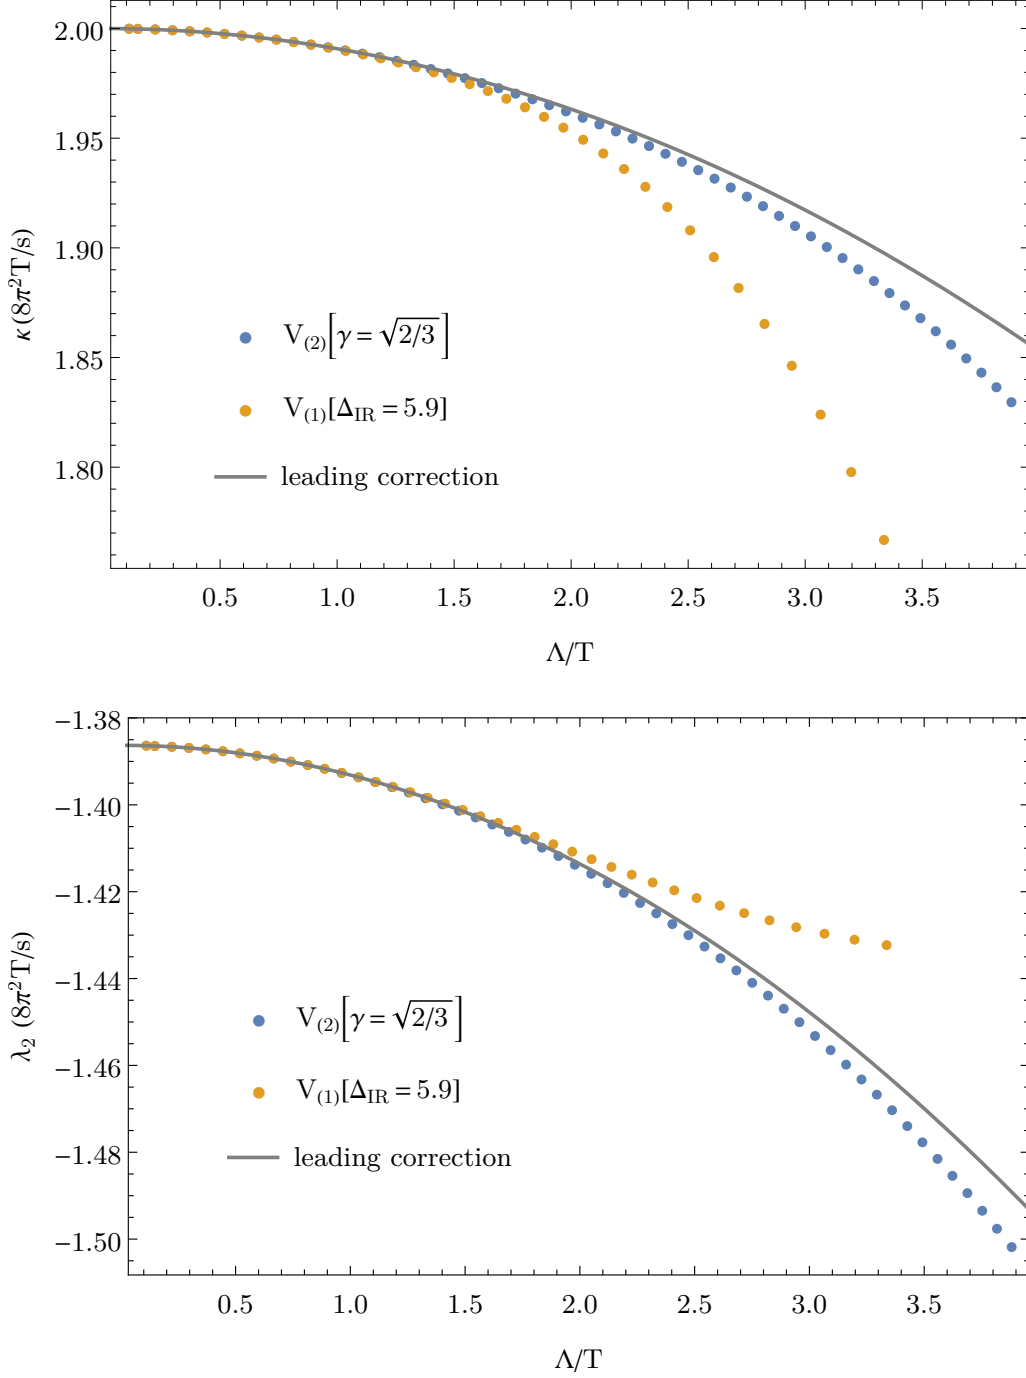 2.00
1.95
1.90
1.85
1.80
κ (8π²T/s)
V₍₂₎[γ = √2/3]
V₍₁₎[Δ_IR = 5.9]
leading correction
0.5 1.0 1.5 2.0 2.5 3.0 3.5
Λ/T
−1.38
−1.40
−1.42
−1.44
−1.46
−1.48
−1.50
λ₂ (8π²T/s)
V₍₂₎[γ = √2/3]
V₍₁₎[Δ_IR = 5.9]
leading correction
0.5 1.0 1.5 2.0 2.5 3.0 3.5
Λ/T